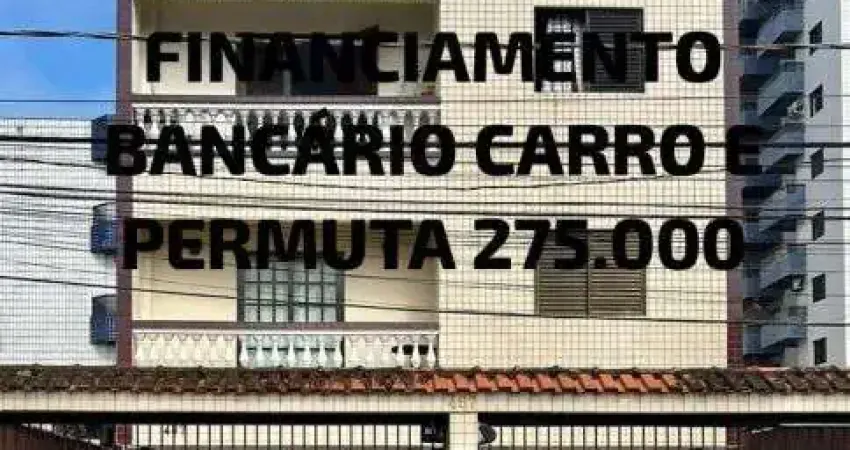 FINANCIAMENTO
BANCÁRIO CARRO E
PERMUTA 275.000